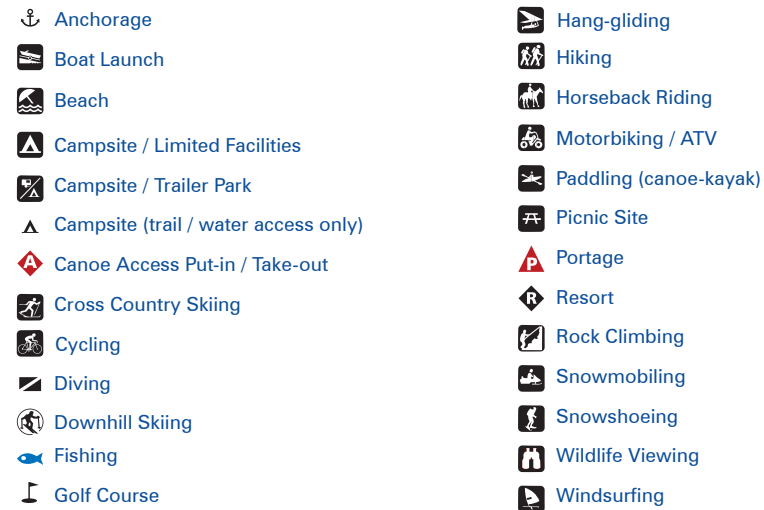 Anchorage
Boat Launch
Beach
Campsite / Limited Facilities
Campsite / Trailer Park
Campsite (trail / water access only)
A Canoe Access Put-in / Take-out
Cross Country Skiing
Cycling
Diving
Downhill Skiing
Fishing
Golf Course
Hang-gliding
Hiking
Horseback Riding
Motorbiking / ATV
Paddling (canoe-kayak)
Picnic Site
P Portage
R Resort
Rock Climbing
Snowmobiling
Snowshoeing
Wildlife Viewing
Windsurfing